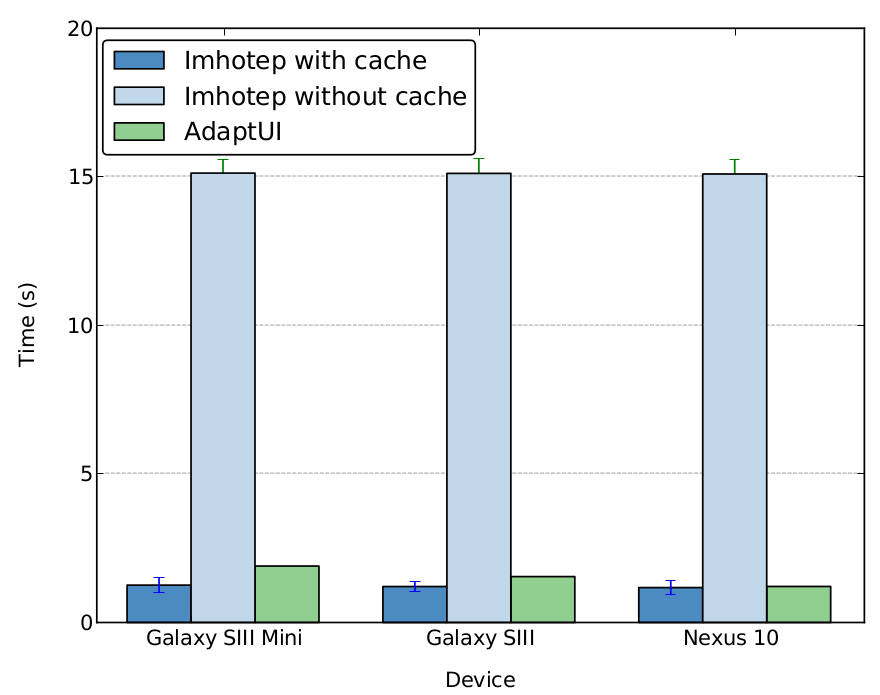 20
Imhotep with cache
Imhotep without cache
AdaptUI
15
10
5
0
Time (s)
Galaxy SIII Mini
Galaxy SIII
Nexus 10
Device